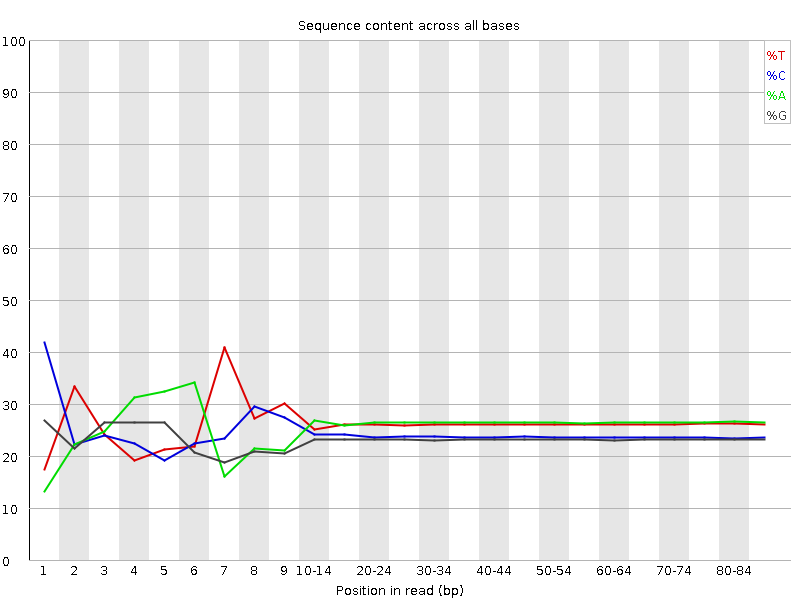 Sequence content across all bases
100
90
80
70
60
50
40
30
20
10
0
%T
%C
%A
%G
1 2 3 4 5 6 7 8 9 10-14 20-24 30-34 40-44 50-54 60-64 70-74 80-84
Position in read (bp)